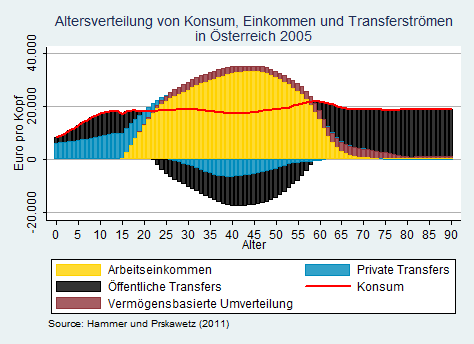 Altersverteilung von Konsum, Einkommen und Transferströmen
in Österreich 2005
Euro pro Kopf
40.000
20.000
0
-20.000
0 5 10 15 20 25 30 35 40 45 50 55 60 65 70 75 80 85 90
Alter
Arbeitseinkommen
Private Transfers
Öffentliche Transfers
Konsum
Vermögensbasierte Umverteilung
Source: Hammer und Prskawetz (2011)